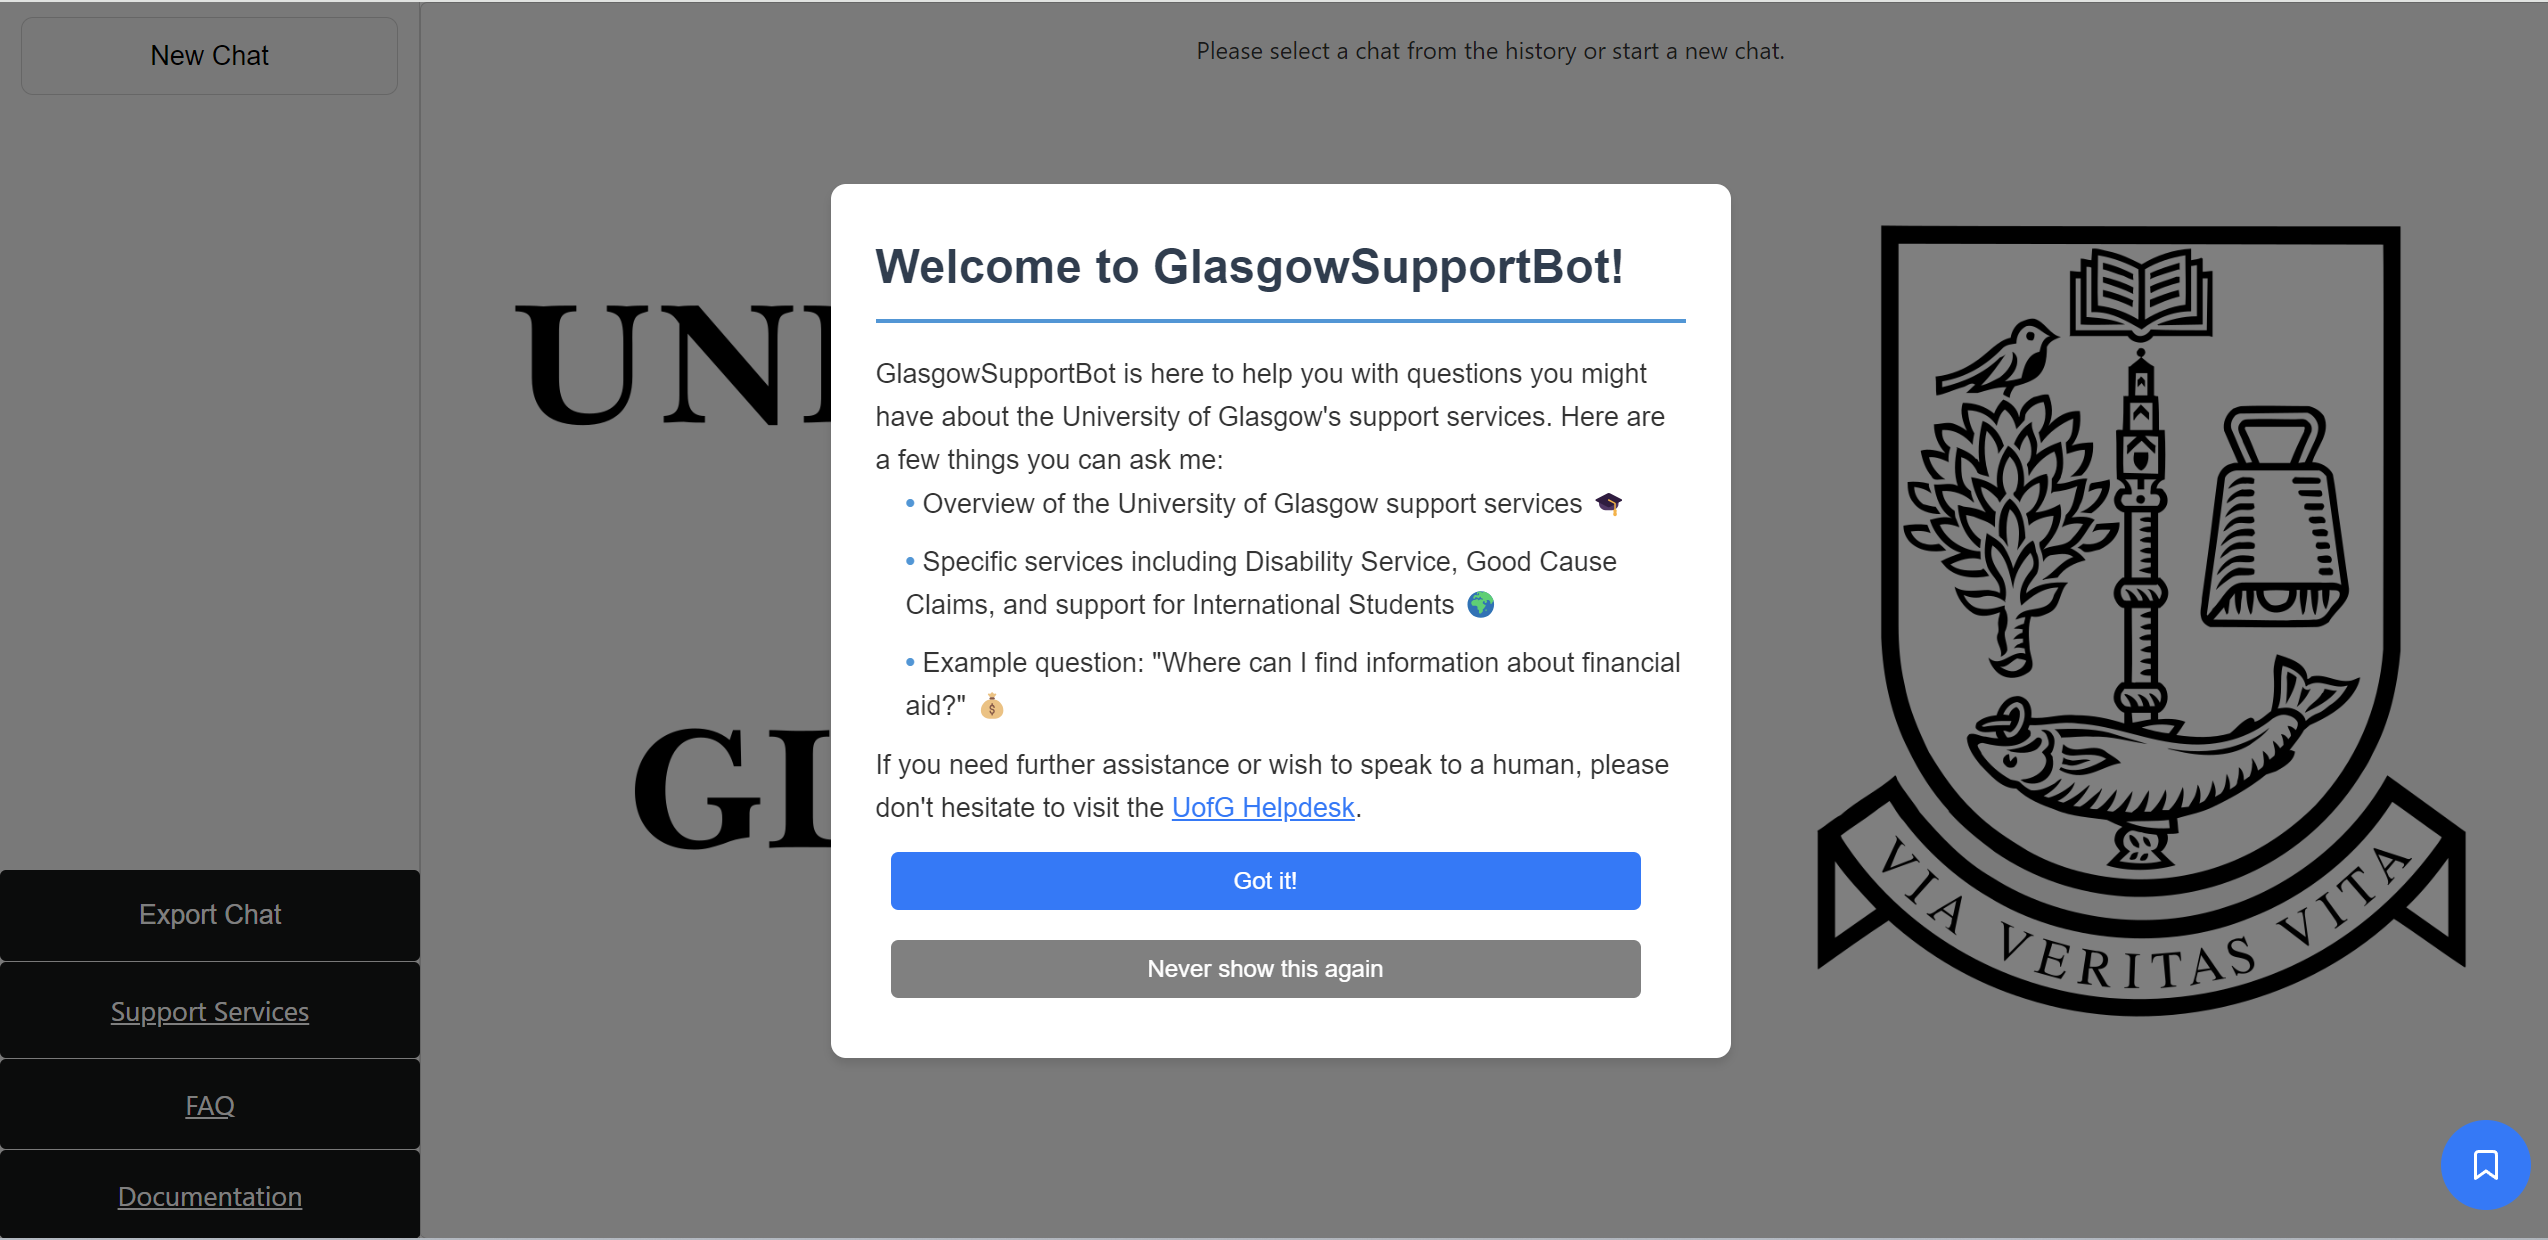 New Chat
Please select a chat from the history or start a new chat.
Welcome to GlasgowSupportBot!
GlasgowSupportBot is here to help you with questions you might
have about the University of Glasgow's support services. Here are
a few things you can ask me:
• Overview of the University of Glasgow support services 🎓
• Specific services including Disability Service, Good Cause
Claims, and support for International Students 🌍
• Example question: "Where can I find information about financial
aid?" 💰
If you need further assistance or wish to speak to a human, please
don't hesitate to visit the UofG Helpdesk.
Got it!
Never show this again
UNI
GL
VIA VERITAS VITA
Export Chat
Support Services
FAQ
Documentation